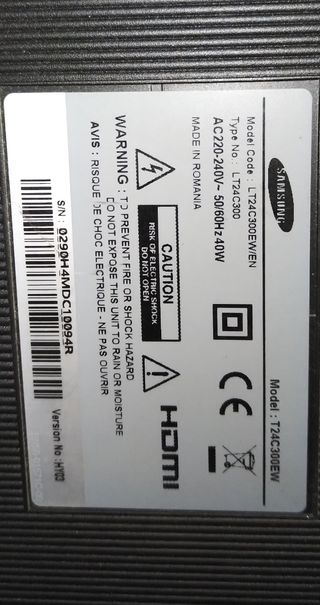 SAMSUNG
Model : T24C300EW
Model Code : LT24C300EW/EN
Type No. : LT24C300
AC220-240V~ 50/60Hz 40W
MADE IN ROMANIA
CAUTION
RISK OF ELECTRIC SHOCK
DO NOT OPEN
HDMI
WARNING : TO PREVENT FIRE OR SHOCK HAZARD
DO NOT EXPOSE THIS UNIT TO RAIN OR MOISTURE
AVIS : RISQUE DE CHOC ELECTRIQUE - NE PAS OUVRIR
S/N : 0290H4MDC10094R
Version No :HY03